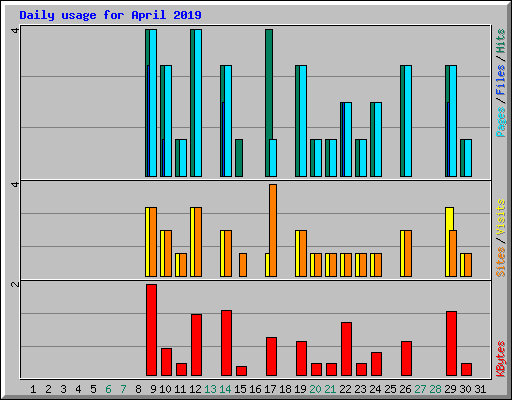 Daily usage for April 2019
4
Pages / Files / Hits
4
Sites / Visits
2
KBytes
1 2 3 4 5 6 7 8 9 10 11 12 13 14 15 16 17 18 19 20 21 22 23 24 25 26 27 28 29 30 31